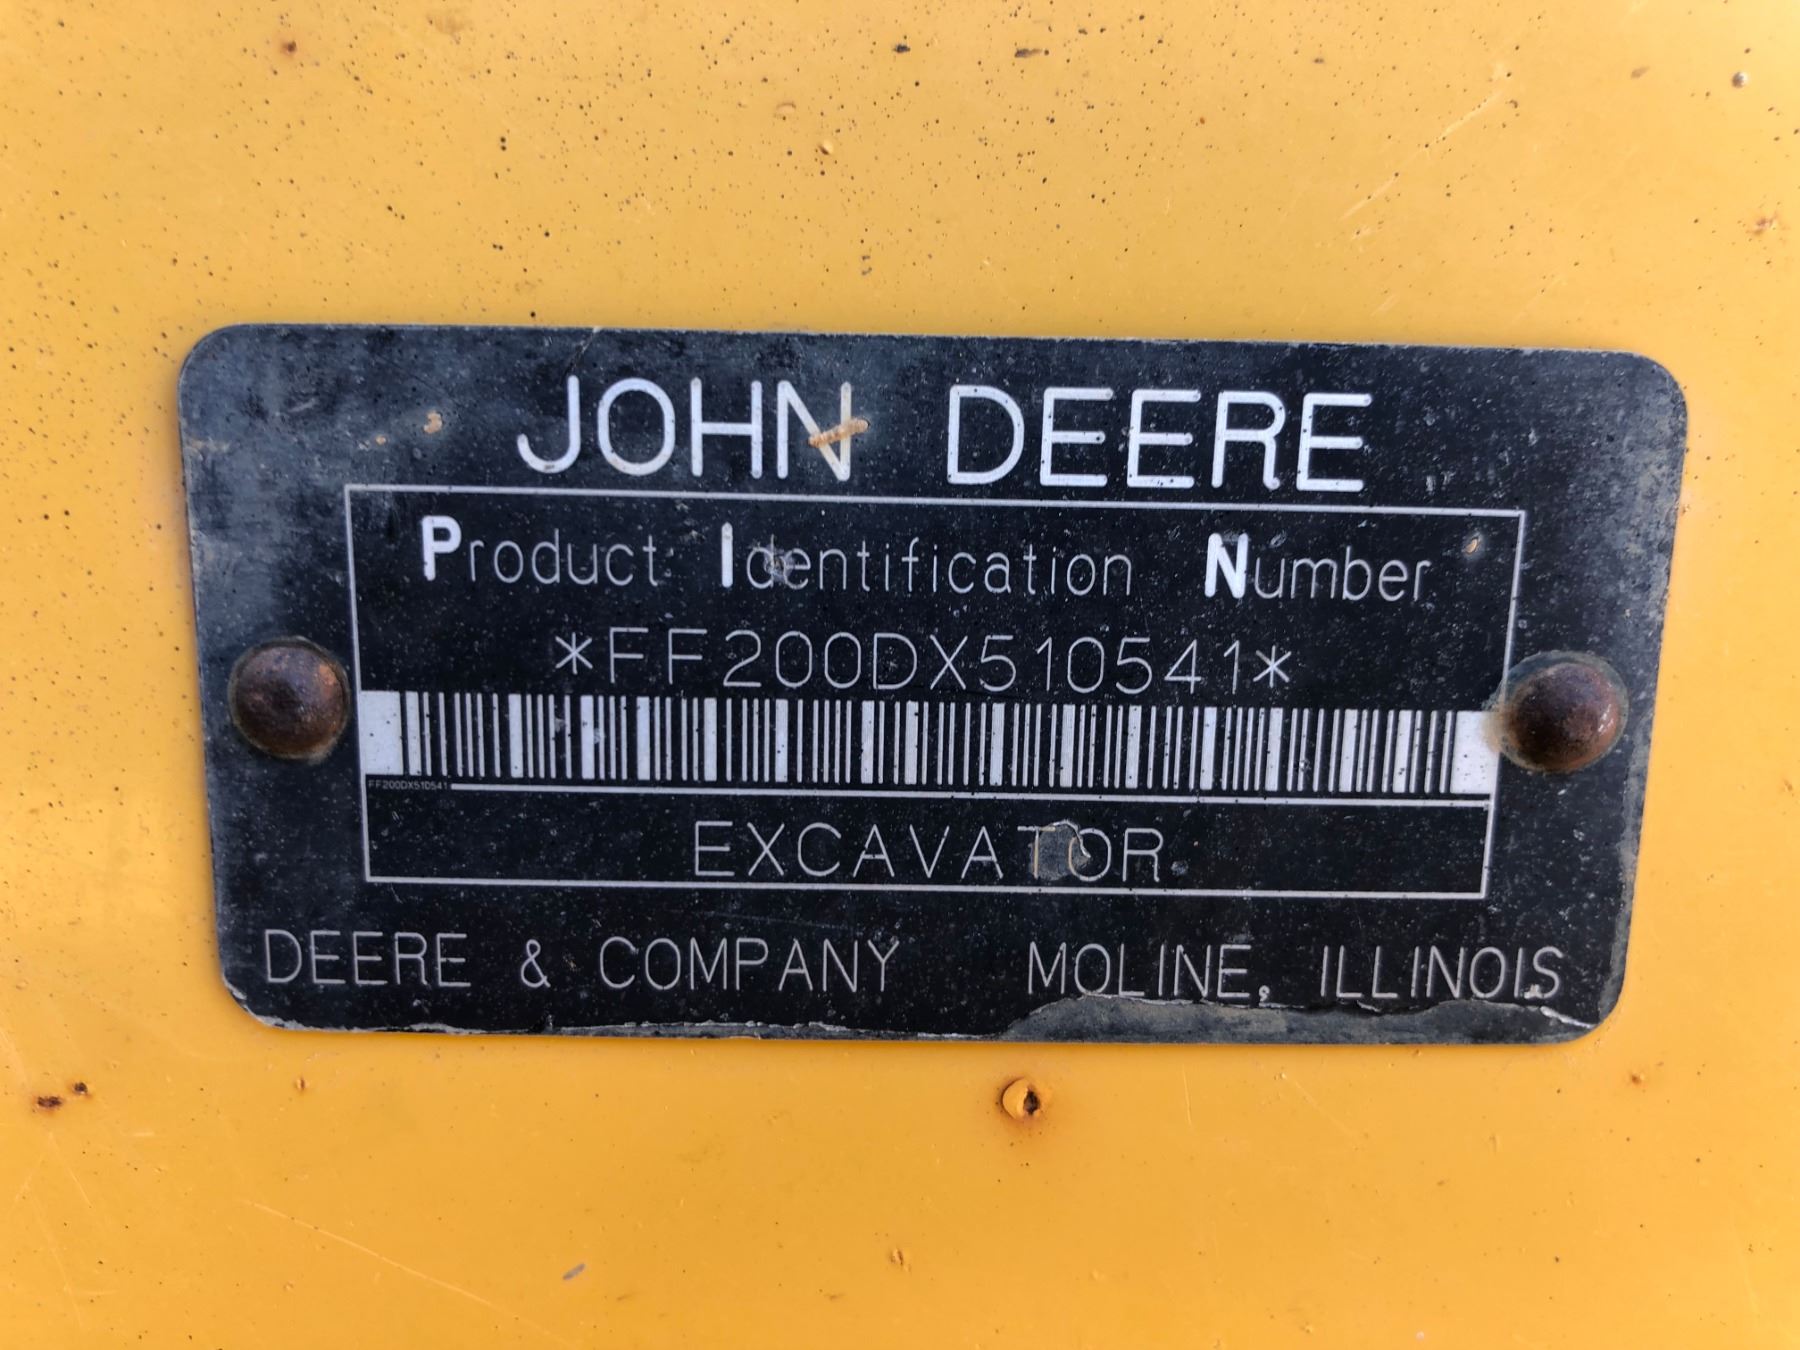 JOHN DEERE
Product Identification Number
*FF200DX510541*
FF200DX510541
EXCAVATOR
DEERE & COMPANY MOLINE, ILLINOIS